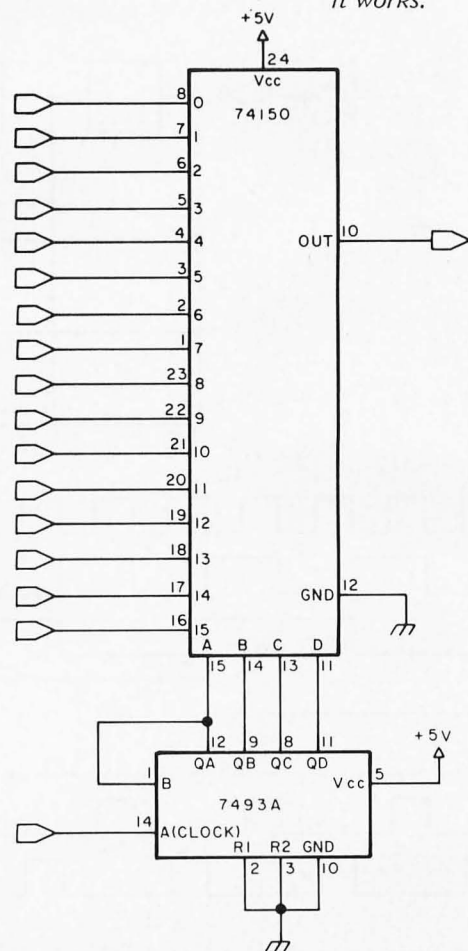 it works.
+5V
24
Vcc
74150
8 0
7 1
6 2
5 3
4 4
10
OUT
3 5
2 6
1 7
23 8
22 9
21 10
20 11
19 12
18 13
17 14
12
GND
16 15
A B C D
15 14 13 11
12 9 8 11
QA QB QC QD
+5V
1 B
5
Vcc
7493A
14 A(CLOCK)
R1 R2 GND
2 3 10